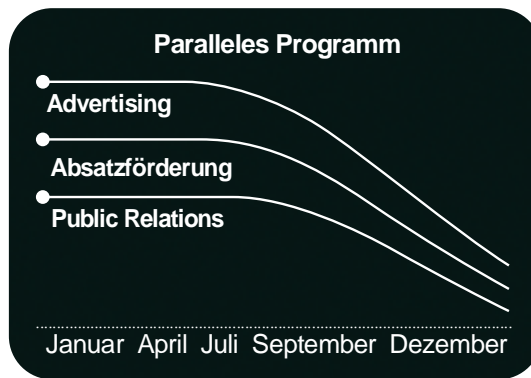 Paralleles Programm
Advertising
Absatzförderung
Public Relations
Januar April Juli September Dezember